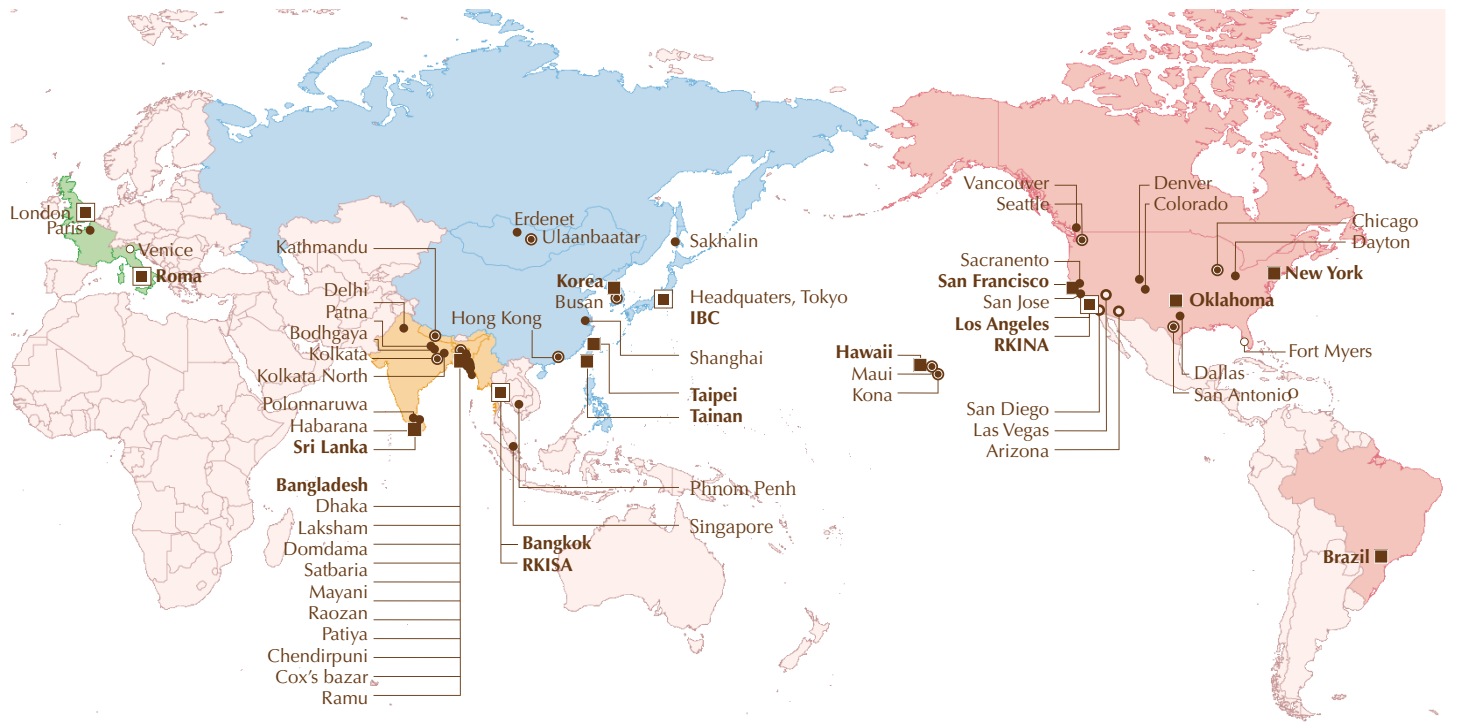 London
Paris
Venice
Roma
Kathmandu
Delhi
Patna
Bodhgaya
Kolkata
Kolkata North
Polonnaruwa
Habarana
Sri Lanka
Bangladesh
Dhaka
Laksham
Domdama
Satbaria
Mayani
Raozan
Patiya
Chendirpuni
Cox's bazar
Ramu
Erdenet
Ulaanbaatar
Sakhalin
Korea
Busan
Hong Kong
Headquaters, Tokyo
IBC
Shanghai
Taipei
Tainan
Phnom Penh
Singapore
Bangkok
RKISA
Hawaii
Maui
Kona
Vancouver
Seattle
Sacranento
San Francisco
San Jose
Los Angeles
RKINA
San Diego
Las Vegas
Arizona
Denver
Colorado
Chicago
Dayton
New York
Oklahoma
Fort Myers
Dallas
San Antonio
Brazil